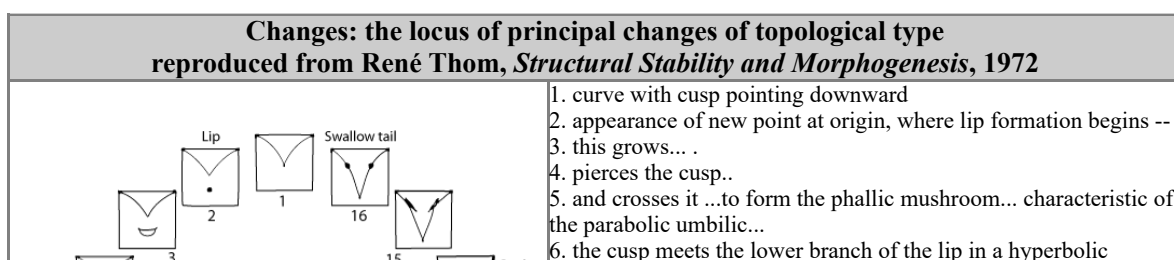 Changes: the locus of principal changes of topological type
reproduced from René Thom, Structural Stability and Morphogenesis, 1972
Lip
Swallow tail
2
1
16
3
15
1. curve with cusp pointing downward
2. appearance of new point at origin, where lip formation begins --
3. this grows... .
4. pierces the cusp..
5. and crosses it ...to form the phallic mushroom... characteristic of
the parabolic umbilic...
6. the cusp meets the lower branch of the lip in a hyperbolic